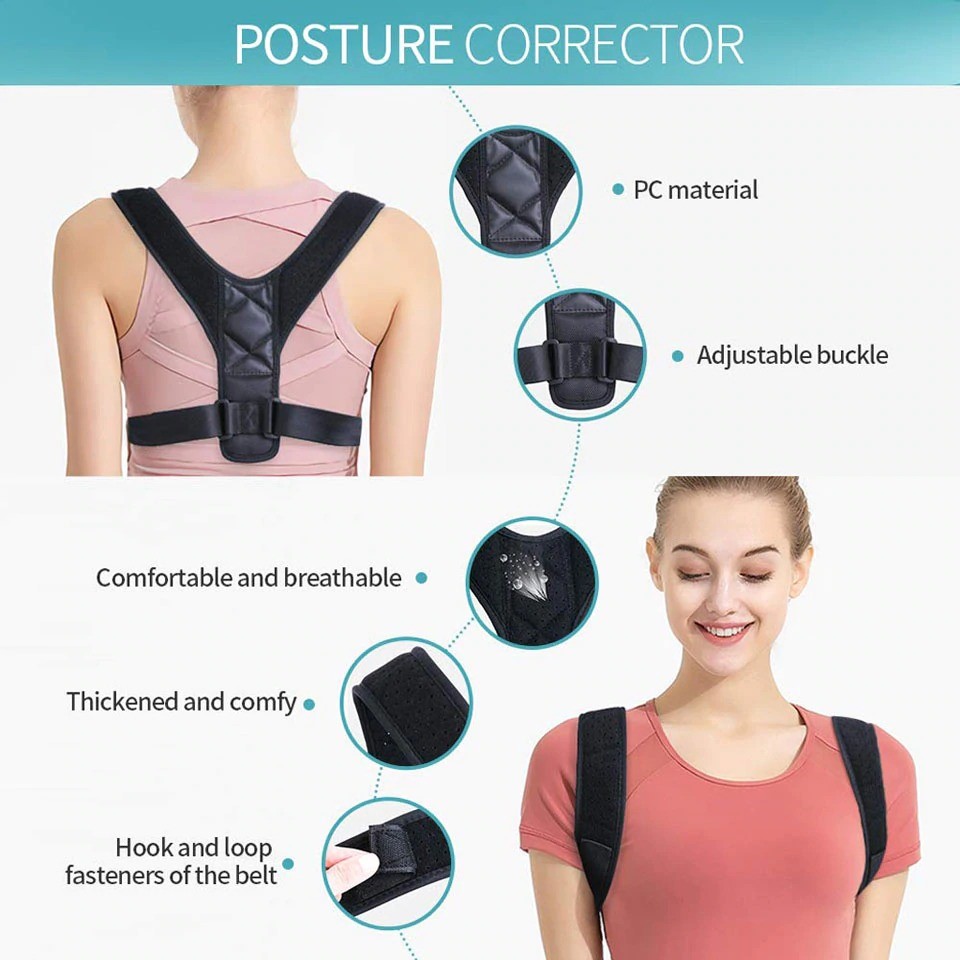 POSTURE CORRECTOR
PC material
Adjustable buckle
Comfortable and breathable
Thickened and comfy
Hook and loop
fasteners of the belt